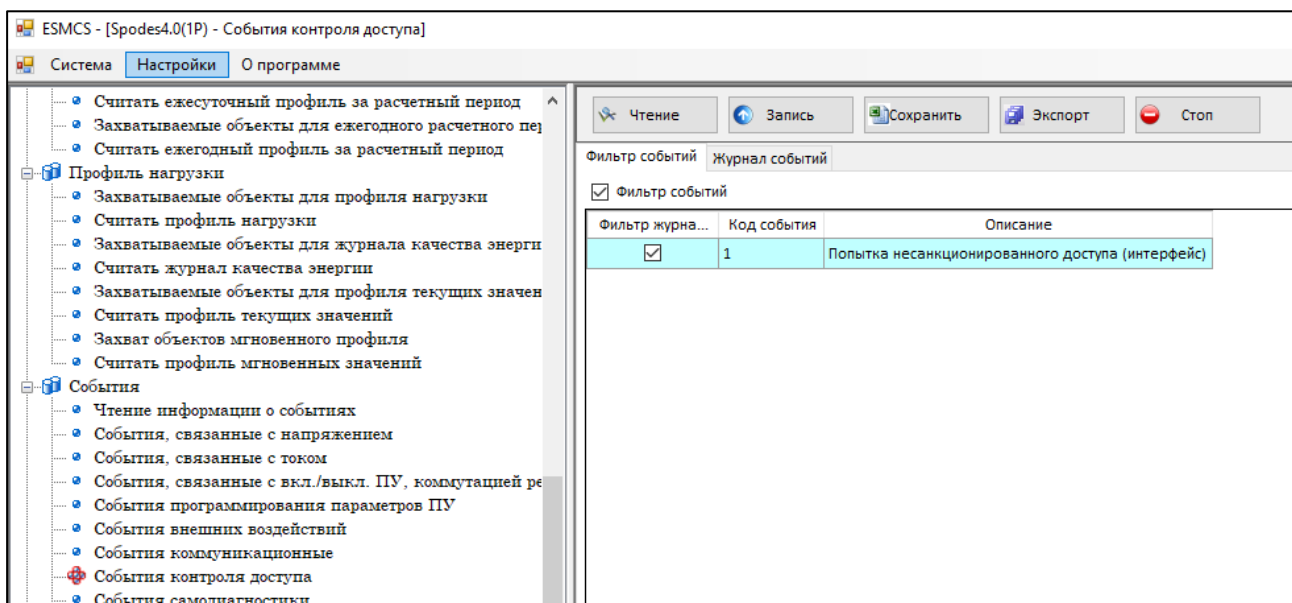 ESMCS - [Spodes4.0(1P) - События контроля доступа]
Система Настройки О программе
Считать ежесуточный профиль за расчетный период
Захватываемые объекты для ежегодного расчетного пер
Считать ежегодный профиль за расчетный период
Профиль нагрузки
Захватываемые объекты для профиля нагрузки
Считать профиль нагрузки
Захватываемые объекты для журнала качества энерги
Считать журнал качества энергии
Захватываемые объекты для профиля текущих значен
Считать профиль текущих значений
Захват объектов мгновенного профиля
Считать профиль мгновенных значений
События
Чтение информации о событиях
События, связанные с напряжением
События, связанные с током
События, связанные с вкл./выкл. ПУ, коммутацией ре
События программирования параметров ПУ
События внешних воздействий
События коммуникационные
События контроля доступа
События самодиагностики
Чтение Запись Сохранить Экспорт Стоп
Фильтр событий Журнал событий
Фильтр событий
Фильтр журна... Код события Описание
1 Попытка несанкционированного доступа (интерфейс)